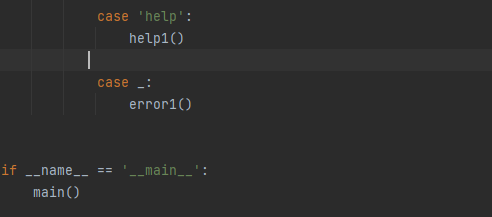 case 'help':
help1()
case _:
error1()
if __name__ == '__main__':
main()